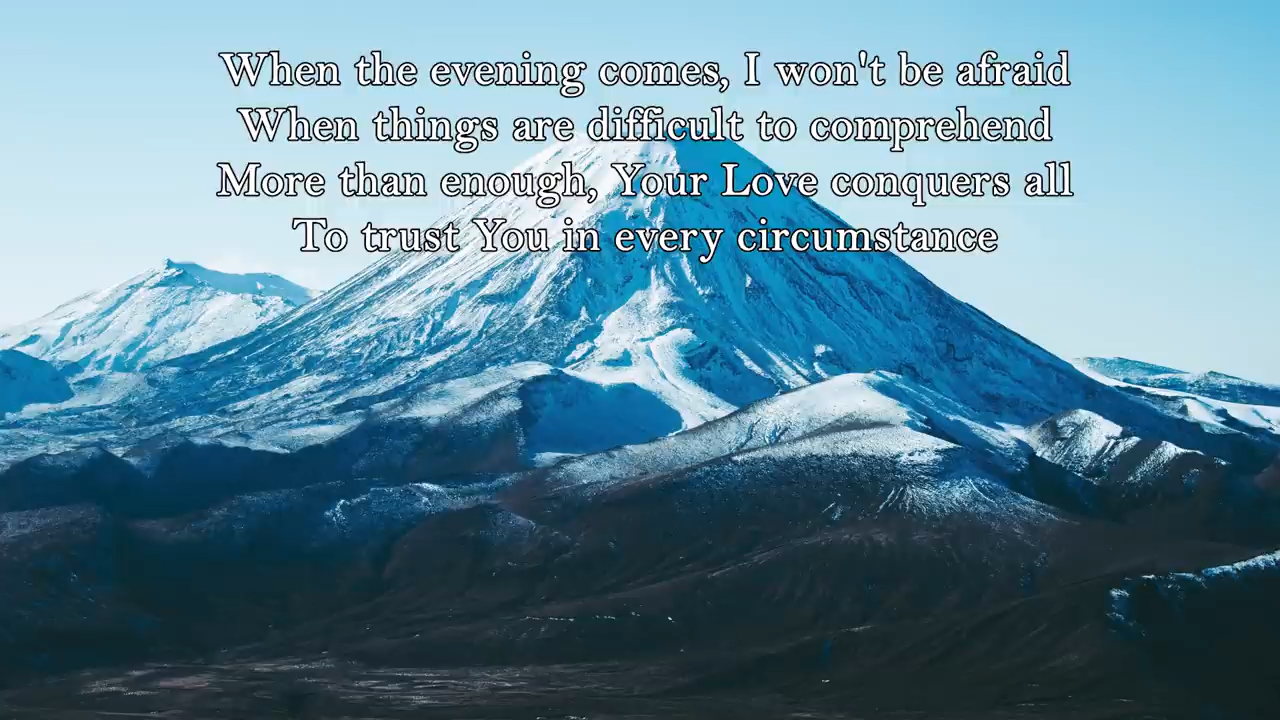 When the evening comes, I won't be afraid
When things are difficult to comprehend
More than enough, Your Love conquers all
To trust You in every circumstance